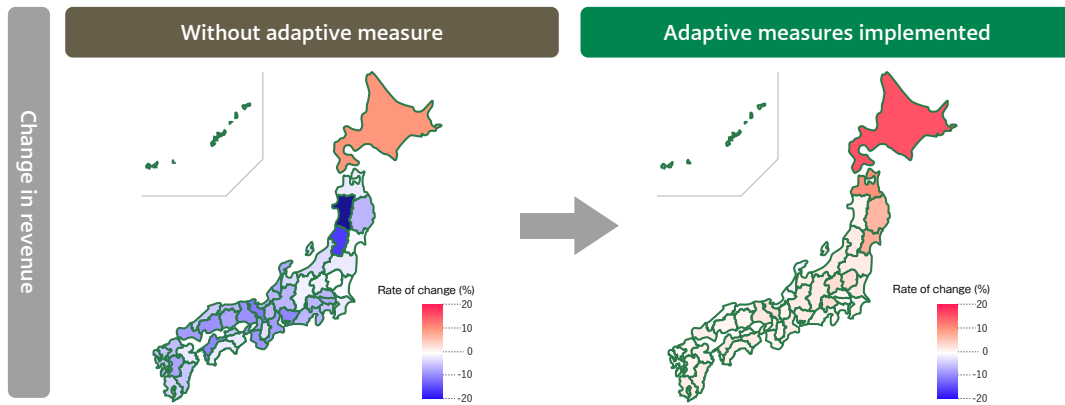 Change in revenue
Without adaptive measure
Adaptive measures implemented
Rate of change (%)
20
10
0
-10
-20
Rate of change (%)
20
10
0
-10
-20